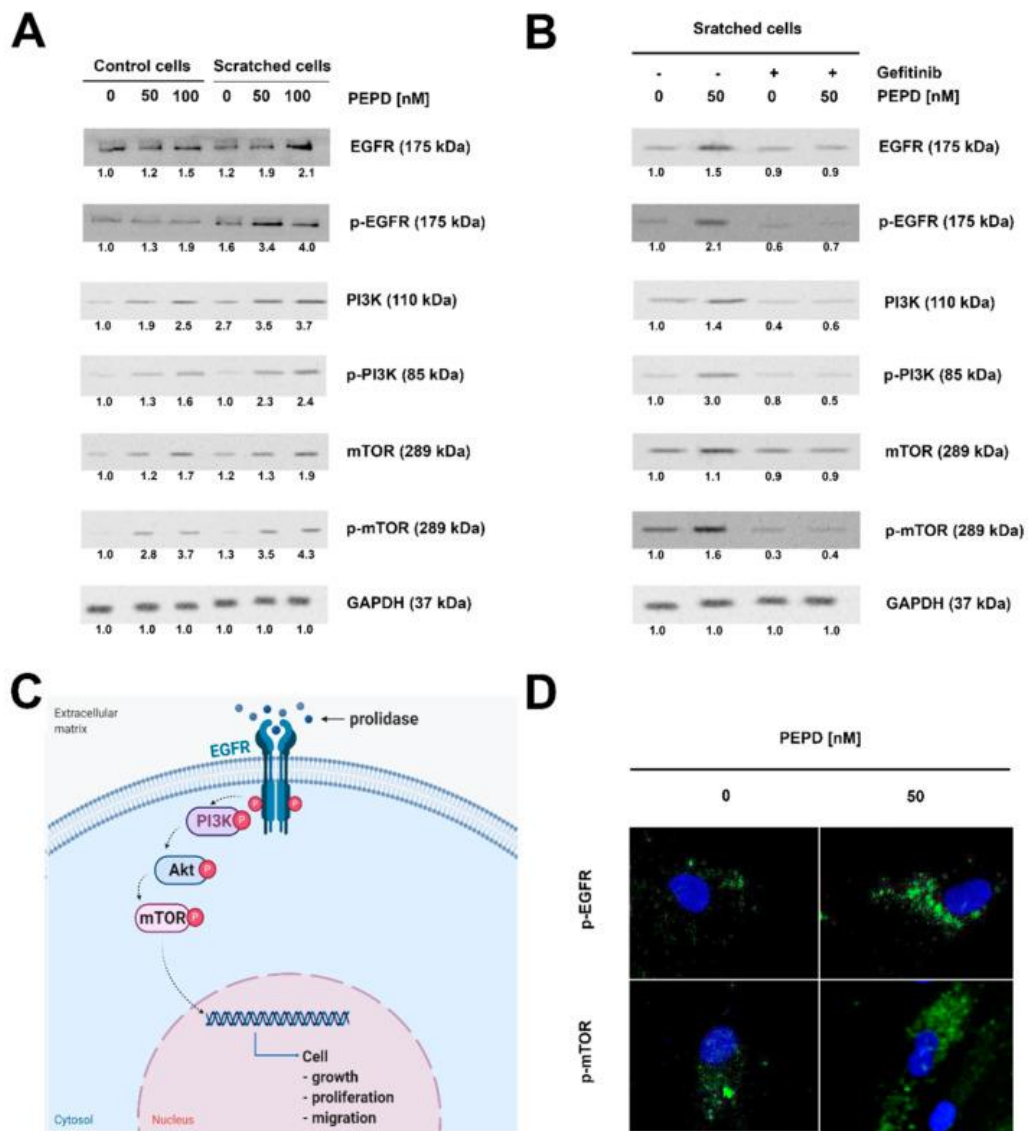 A
Control cells Scratched cells
0 50 100 0 50 100 PEPD [nM]
EGFR (175 kDa)
1.0 1.2 1.5 1.2 1.9 2.1
p-EGFR (175 kDa)
1.0 1.3 1.9 1.6 3.4 4.0
PI3K (110 kDa)
1.0 1.9 2.5 2.7 3.5 3.7
p-PI3K (85 kDa)
1.0 1.3 1.6 1.0 2.3 2.4
mTOR (289 kDa)
1.0 1.2 1.7 1.2 1.3 1.9
p-mTOR (289 kDa)
1.0 2.8 3.7 1.3 3.5 4.3
GAPDH (37 kDa)
1.0 1.0 1.0 1.0 1.0 1.0
B
Sratched cells
- - + + Gefitinib
0 50 0 50 PEPD [nM]
EGFR (175 kDa)
1.0 1.5 0.9 0.9
p-EGFR (175 kDa)
1.0 2.1 0.6 0.7
PI3K (110 kDa)
1.0 1.4 0.4 0.6
p-PI3K (85 kDa)
1.0 3.0 0.8 0.5
mTOR (289 kDa)
1.0 1.1 0.9 0.9
p-mTOR (289 kDa)
1.0 1.6 0.3 0.4
GAPDH (37 kDa)
1.0 1.0 1.0 1.0
C
Extracellular
matrix
prolidase
EGFR
P P
PI3K P
Akt P
mTOR P
Cell
- growth
- proliferation
- migration
Cytosol Nucleus
D
PEPD [nM]
0 50
p-EGFR
p-mTOR